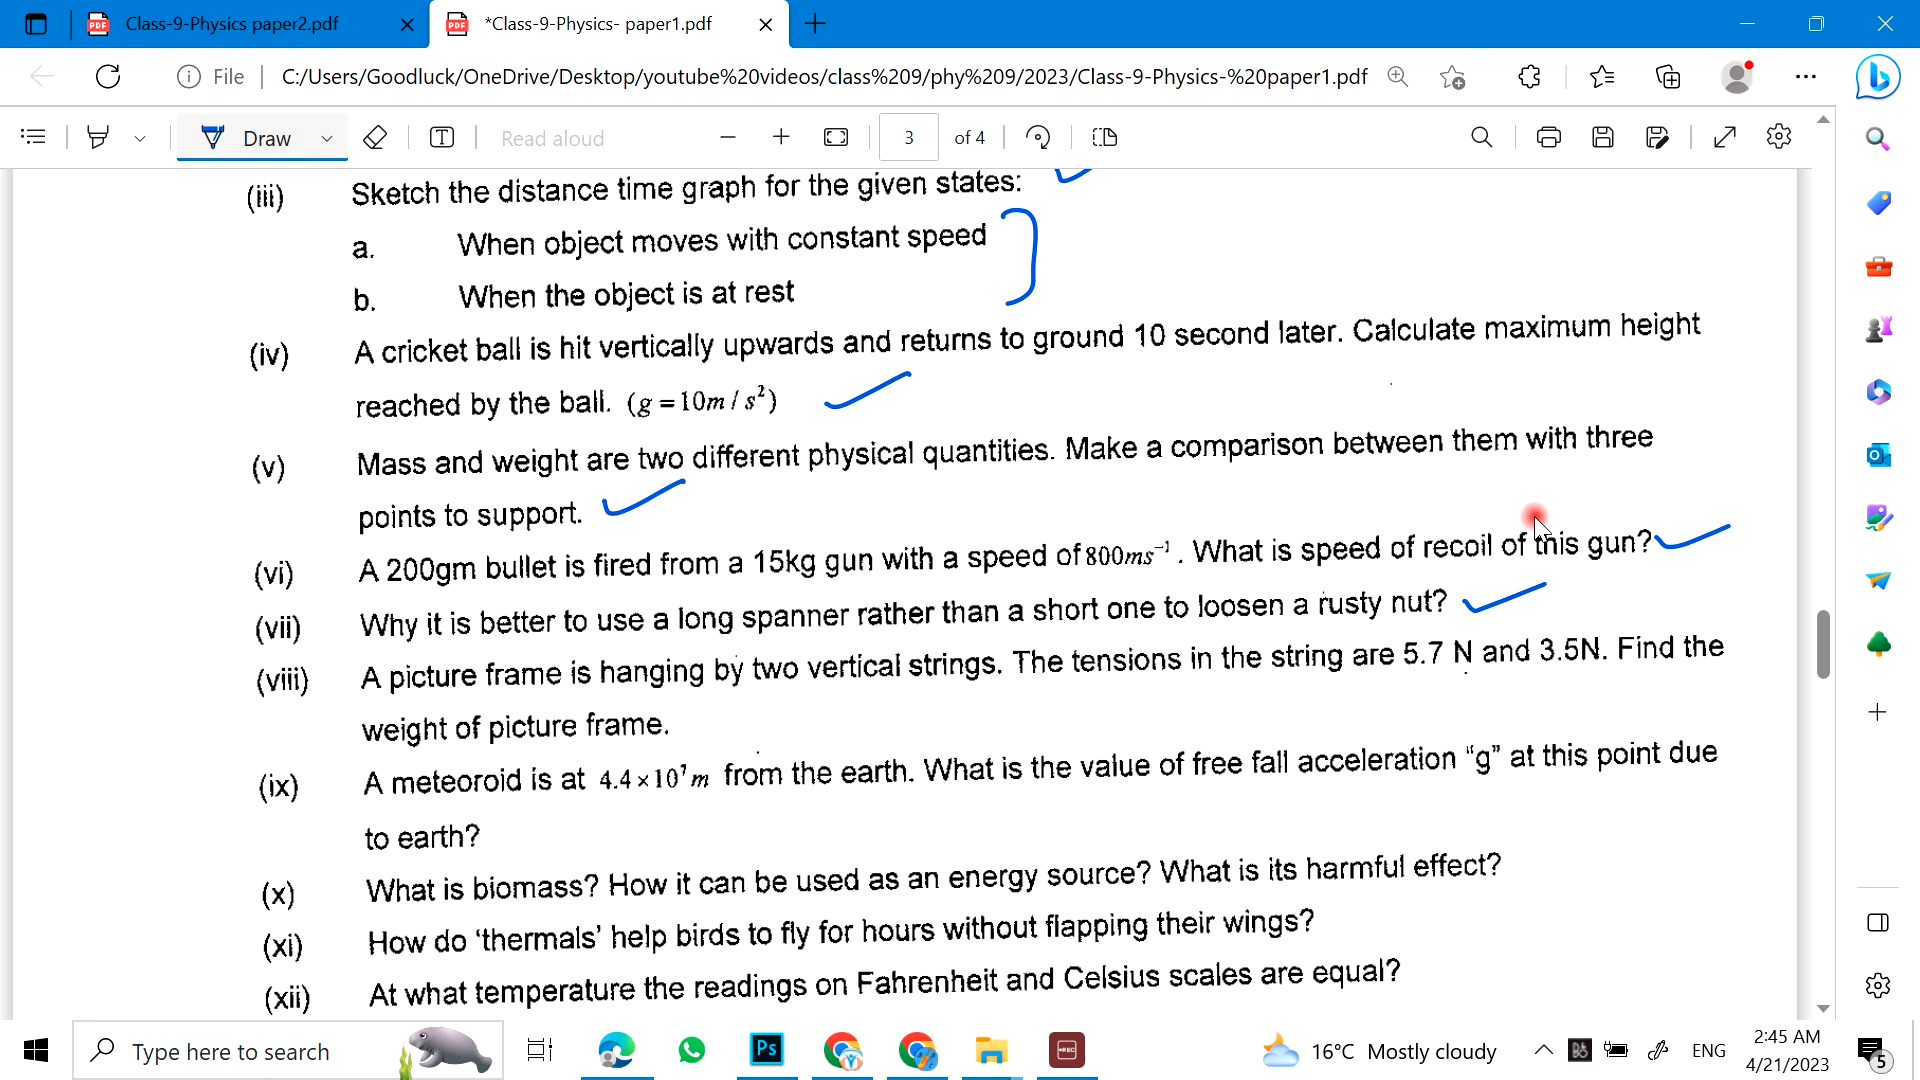 Class-9-Physics paper2.pdf
*Class-9-Physics- paper1.pdf
File
C:/Users/Goodluck/OneDrive/Desktop/youtube%20videos/class%209/phy%209/2023/Class-9-Physics-%20paper1.pdf
Draw
Read aloud
3 of 4
(iii) Sketch the distance time graph for the given states:
a. When object moves with constant speed
b. When the object is at rest
(iv) A cricket ball is hit vertically upwards and returns to ground 10 second later. Calculate maximum height
reached by the ball. (g = 10m / s²)
(v) Mass and weight are two different physical quantities. Make a comparison between them with three
points to support.
(vi) A 200gm bullet is fired from a 15kg gun with a speed of 800ms⁻¹. What is speed of recoil of this gun?
(vii) Why it is better to use a long spanner rather than a short one to loosen a rusty nut?
(viii) A picture frame is hanging by two vertical strings. The tensions in the string are 5.7 N and 3.5N. Find the
weight of picture frame.
(ix) A meteoroid is at 4.4×10⁷m from the earth. What is the value of free fall acceleration "g" at this point due
to earth?
(x) What is biomass? How it can be used as an energy source? What is its harmful effect?
(xi) How do 'thermals' help birds to fly for hours without flapping their wings?
(xii) At what temperature the readings on Fahrenheit and Celsius scales are equal?
Type here to search
Ps
REC
16°C Mostly cloudy
ENG
2:45 AM
4/21/2023
5